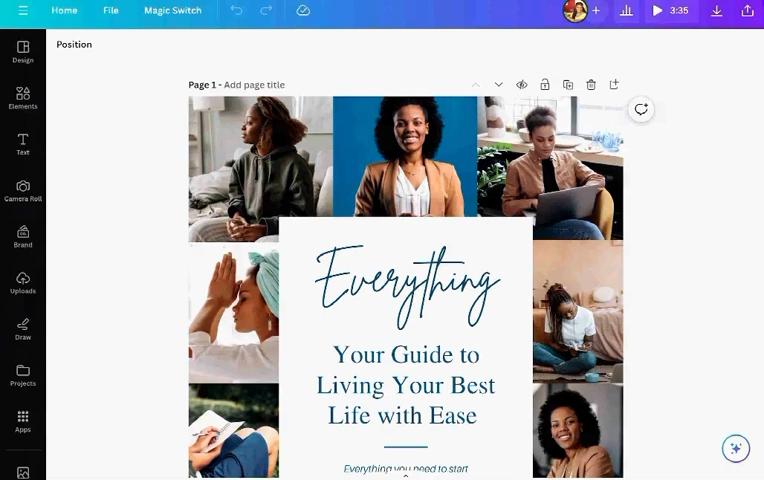 Home File Magic Switch 3:35
Position
Design
Page 1 - Add page title
Elements
Text
Camera Roll
Brand
Uploads
Draw
Projects
Apps
Everything
Your Guide to
Living Your Best
Life with Ease
Everything you need to start